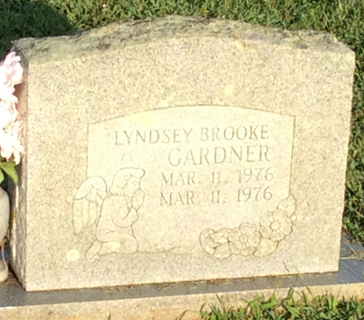 LYNDSEY BROOKE
GARDNER
MAR. 11, 1976
MAR. 11, 1976